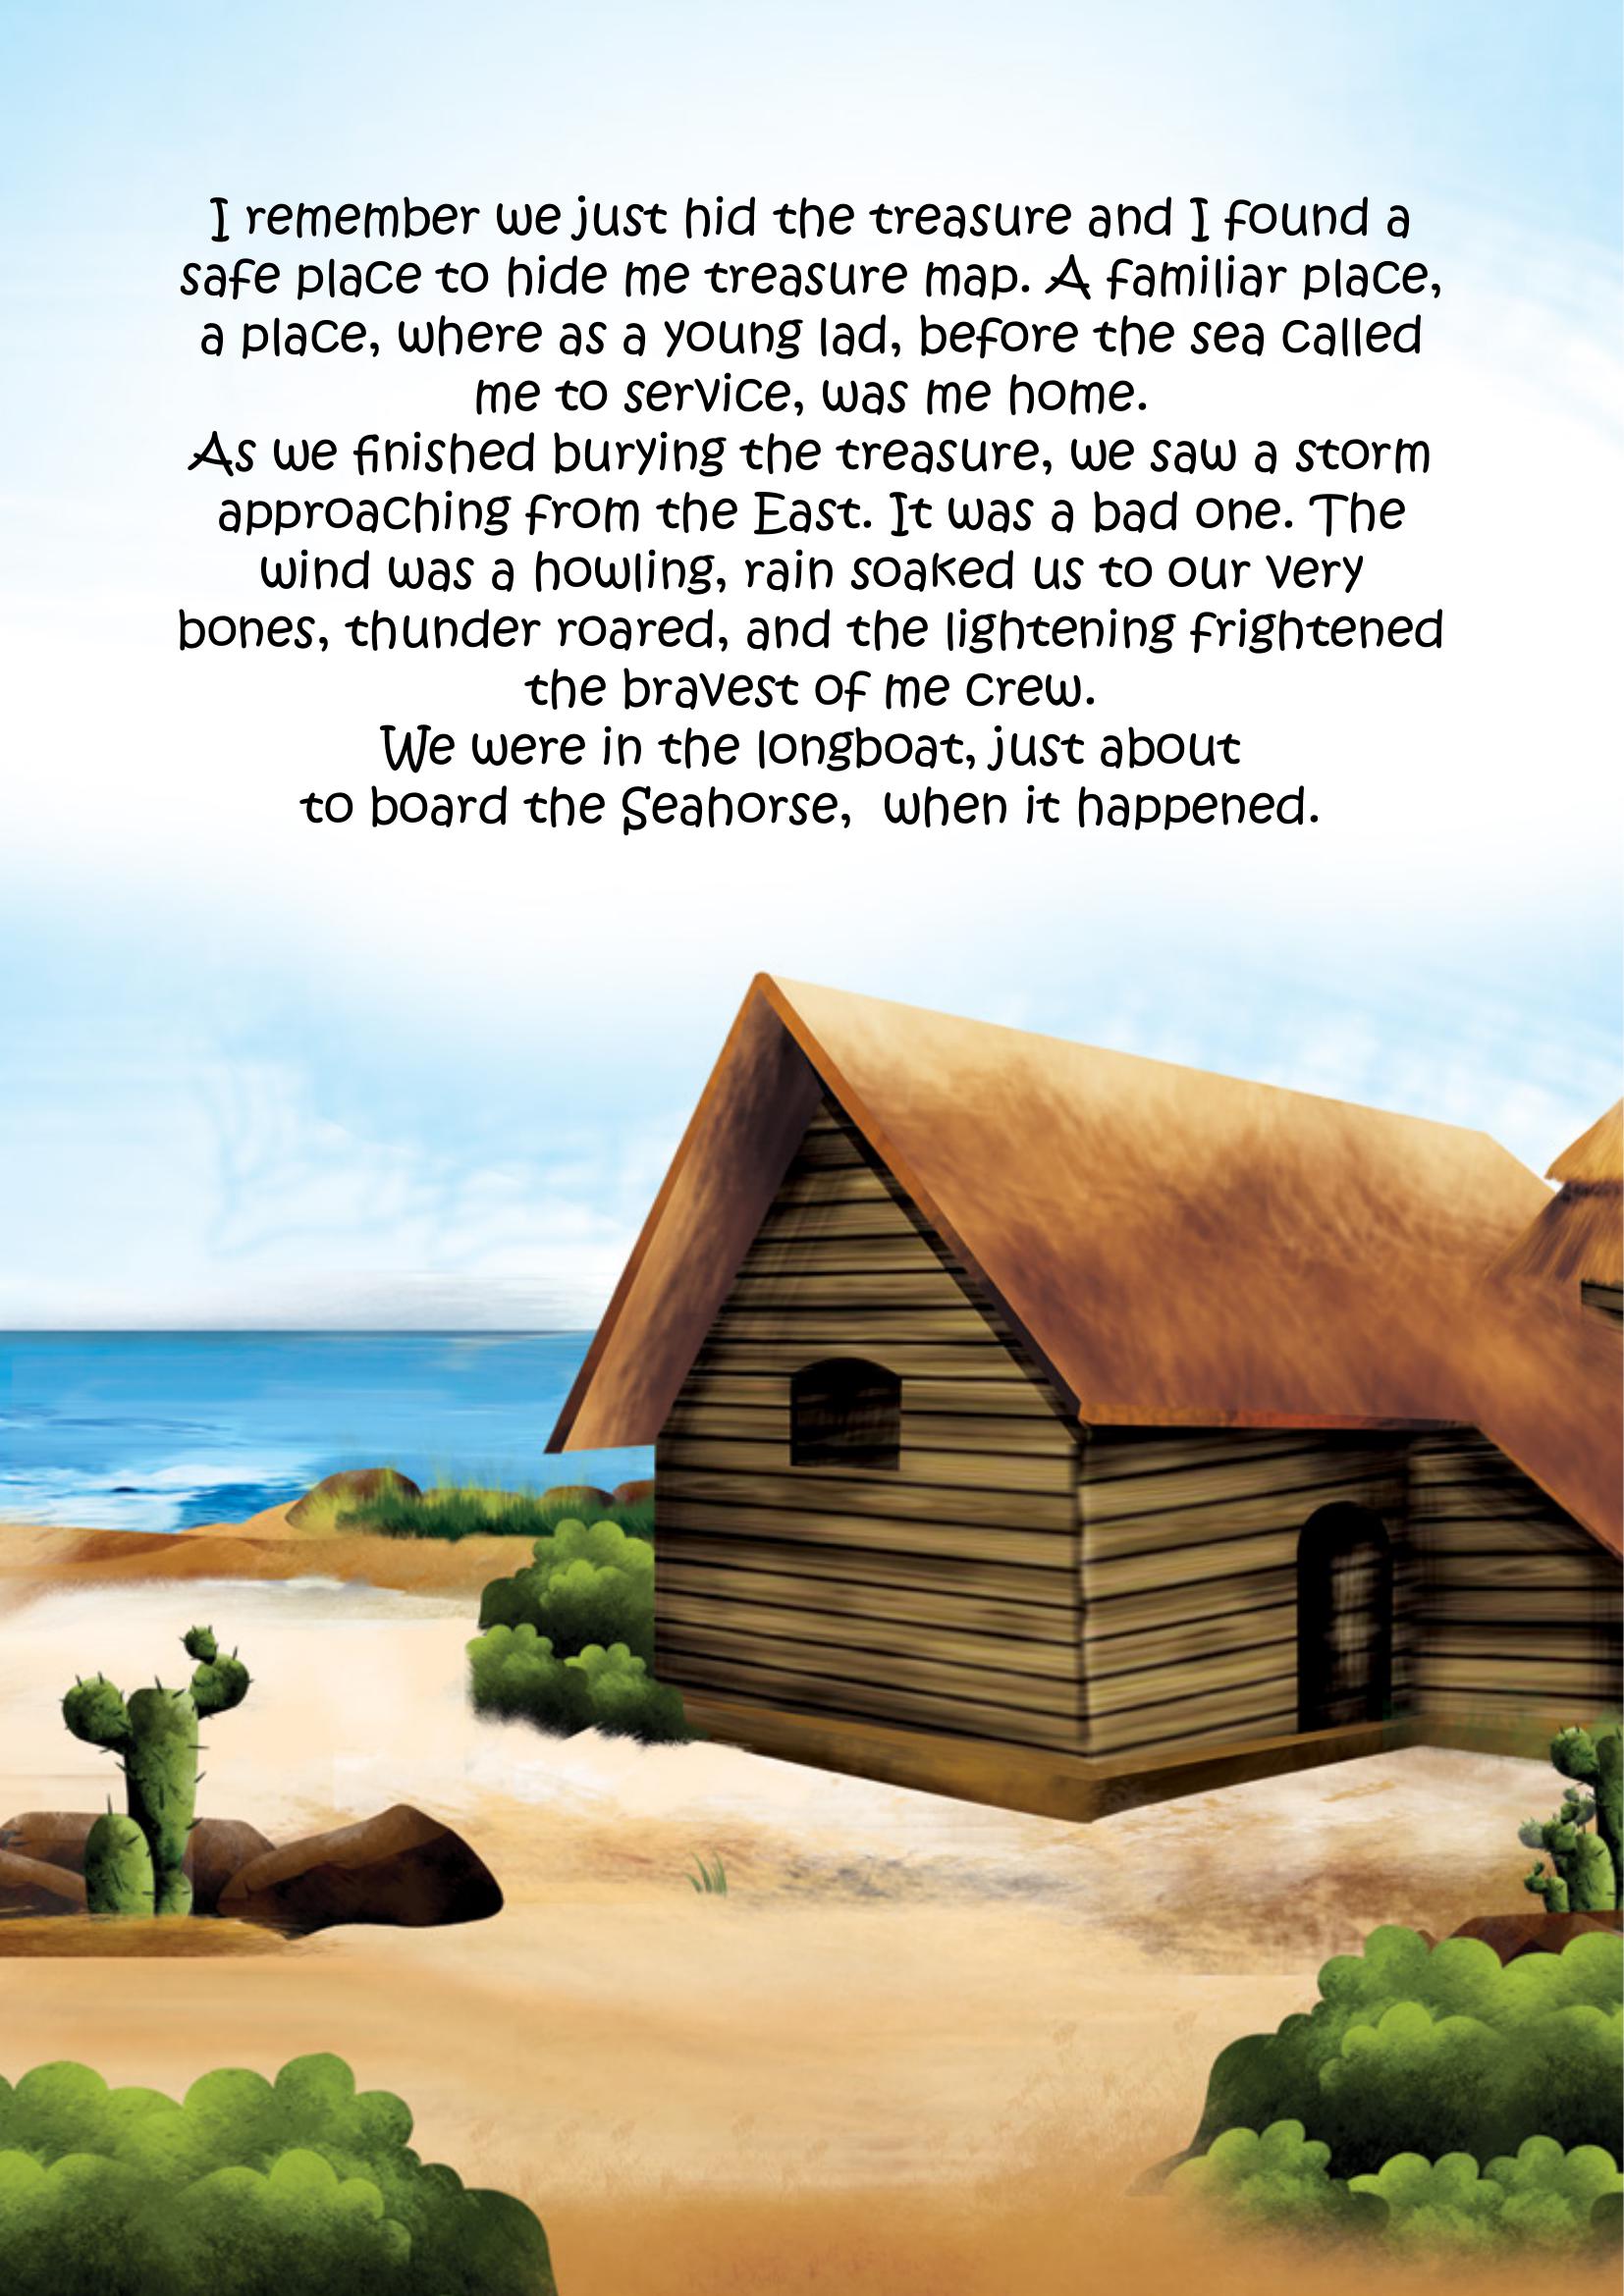 I remember we just hid the treasure and I found a
safe place to hide me treasure map. A familiar place,
a place, where as a young lad, before the sea called
me to service, was me home.
As we finished burying the treasure, we saw a storm
approaching from the East. It was a bad one. The
wind was a howling, rain soaked us to our very
bones, thunder roared, and the lightening frightened
the bravest of me crew.
We were in the longboat, just about
to board the Seahorse,  when it happened.